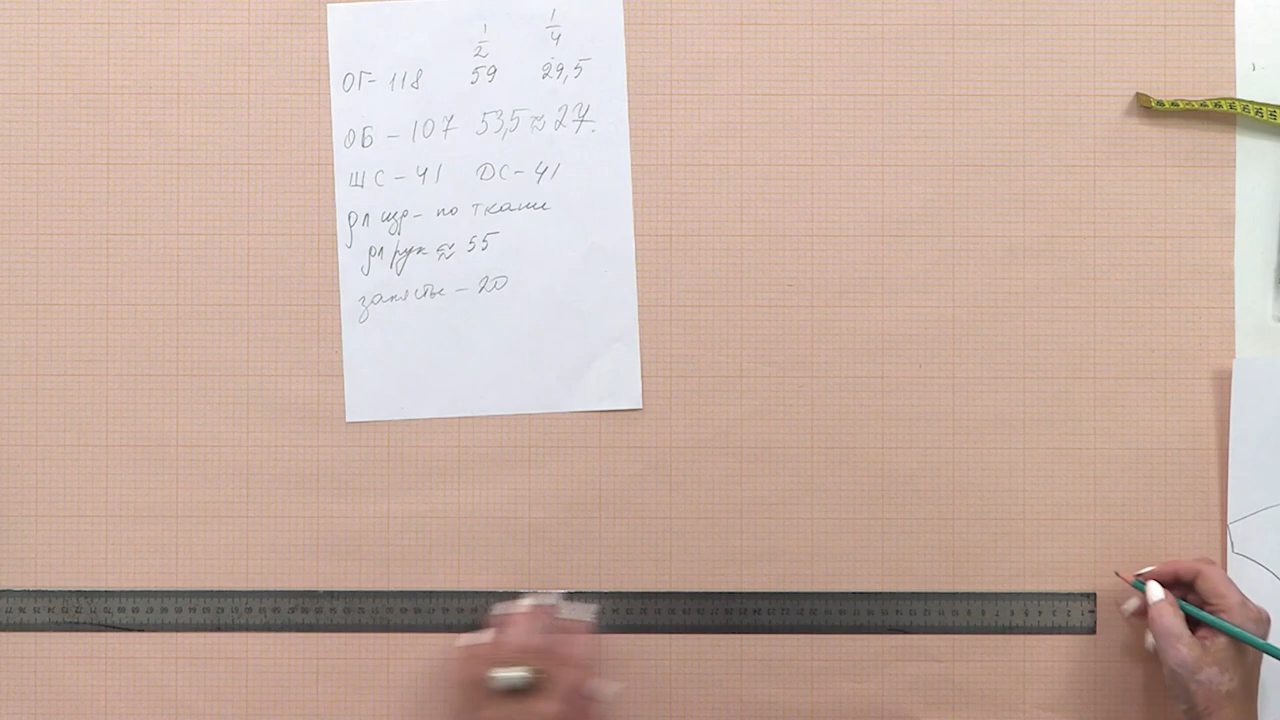 1/2 1/4
ОГ- 118 59 29,5
ОБ - 107 53,5 ≈ 27.
ШС - 41 ДС - 41
дл изд - по ткани
дл рук ≈ 55
запястье - 20